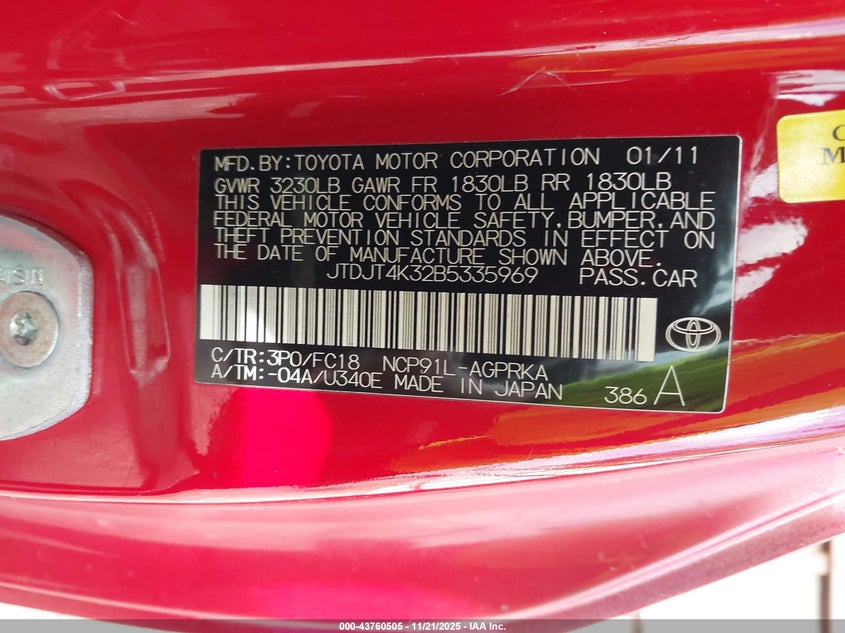 MFD.BY:TOYOTA MOTOR CORPORATION 01/11
GVWR 3230LB GAWR FR 1830LB RR 1830LB
THIS VEHICLE CONFORMS TO ALL APPLICABLE
FEDERAL MOTOR VEHICLE SAFETY,BUMPER,AND
THEFT PREVENTION STANDARDS IN EFFECT ON
THE DATE OF MANUFACTURE SHOWN ABOVE.
JTDJT4K32B5335969 PASS.CAR
C/TR:3P0/FC18 NCP91L-AGPRKA
A/TM:-04A/U340E MADE IN JAPAN
386A
000-43760505 - 11/21/2025 - IAA Inc.